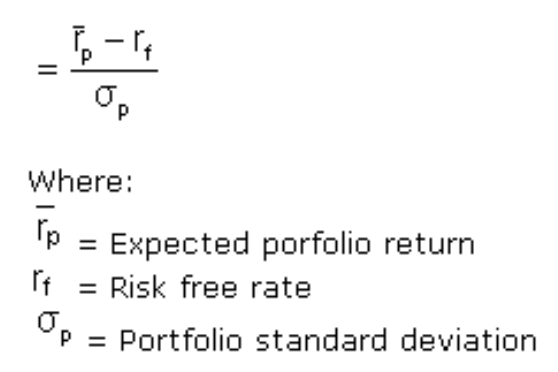 = r̄p − rf
σp
Where:
r̄p = Expected porfolio return
rf = Risk free rate
σp = Portfolio standard deviation